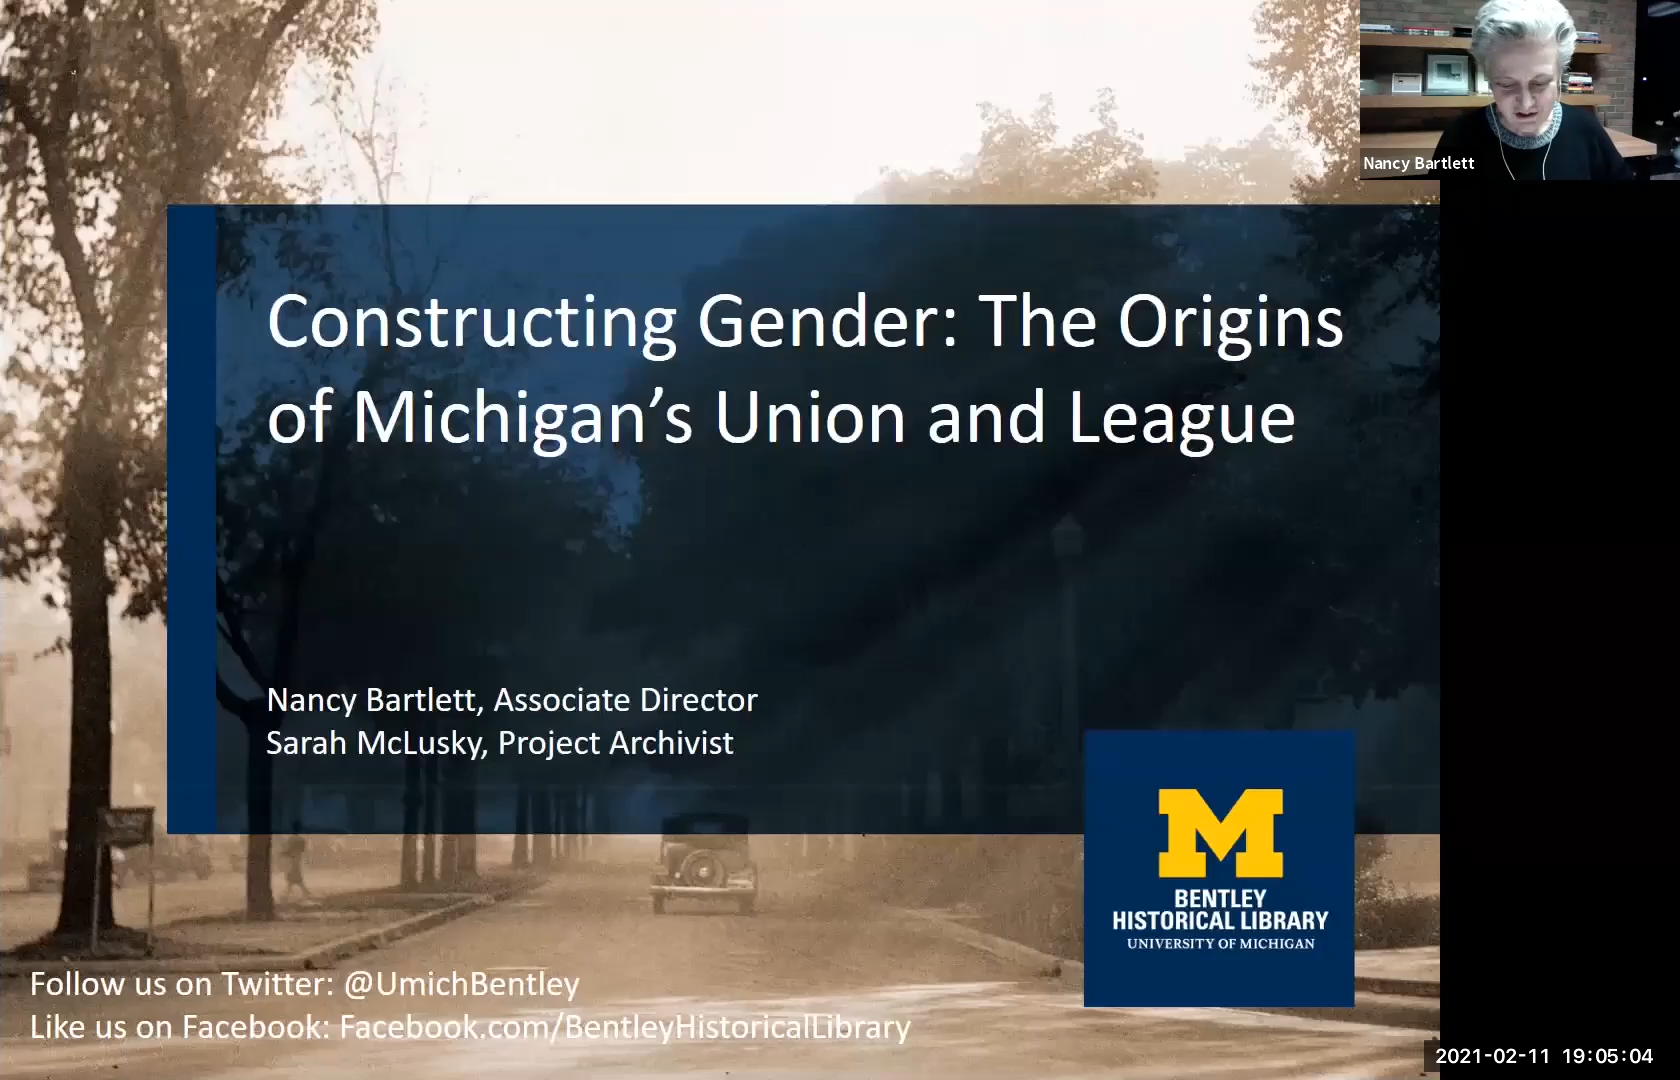 Nancy Bartlett
Constructing Gender: The Origins
of Michigan’s Union and League
Nancy Bartlett, Associate Director
Sarah McLusky, Project Archivist
M
BENTLEY
HISTORICAL LIBRARY
UNIVERSITY OF MICHIGAN
Follow us on Twitter: @UmichBentley
Like us on Facebook: Facebook.com/BentleyHistoricalLibrary
2021-02-11 19:05:04